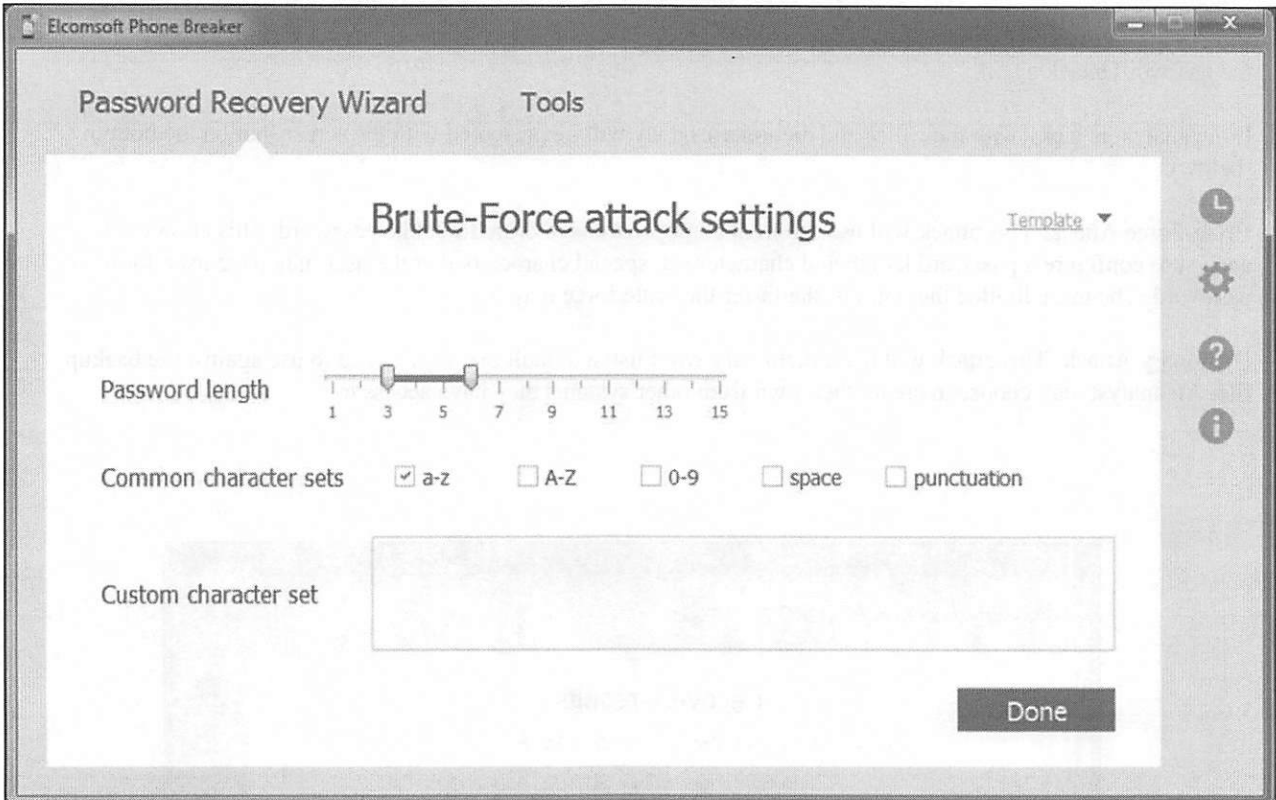 Elcomsoft Phone Breaker
Password Recovery Wizard Tools
Brute-Force attack settings
Template
Password length
1 3 5 7 9 11 13 15
Common character sets a-z A-Z 0-9 space punctuation
Custom character set
Done